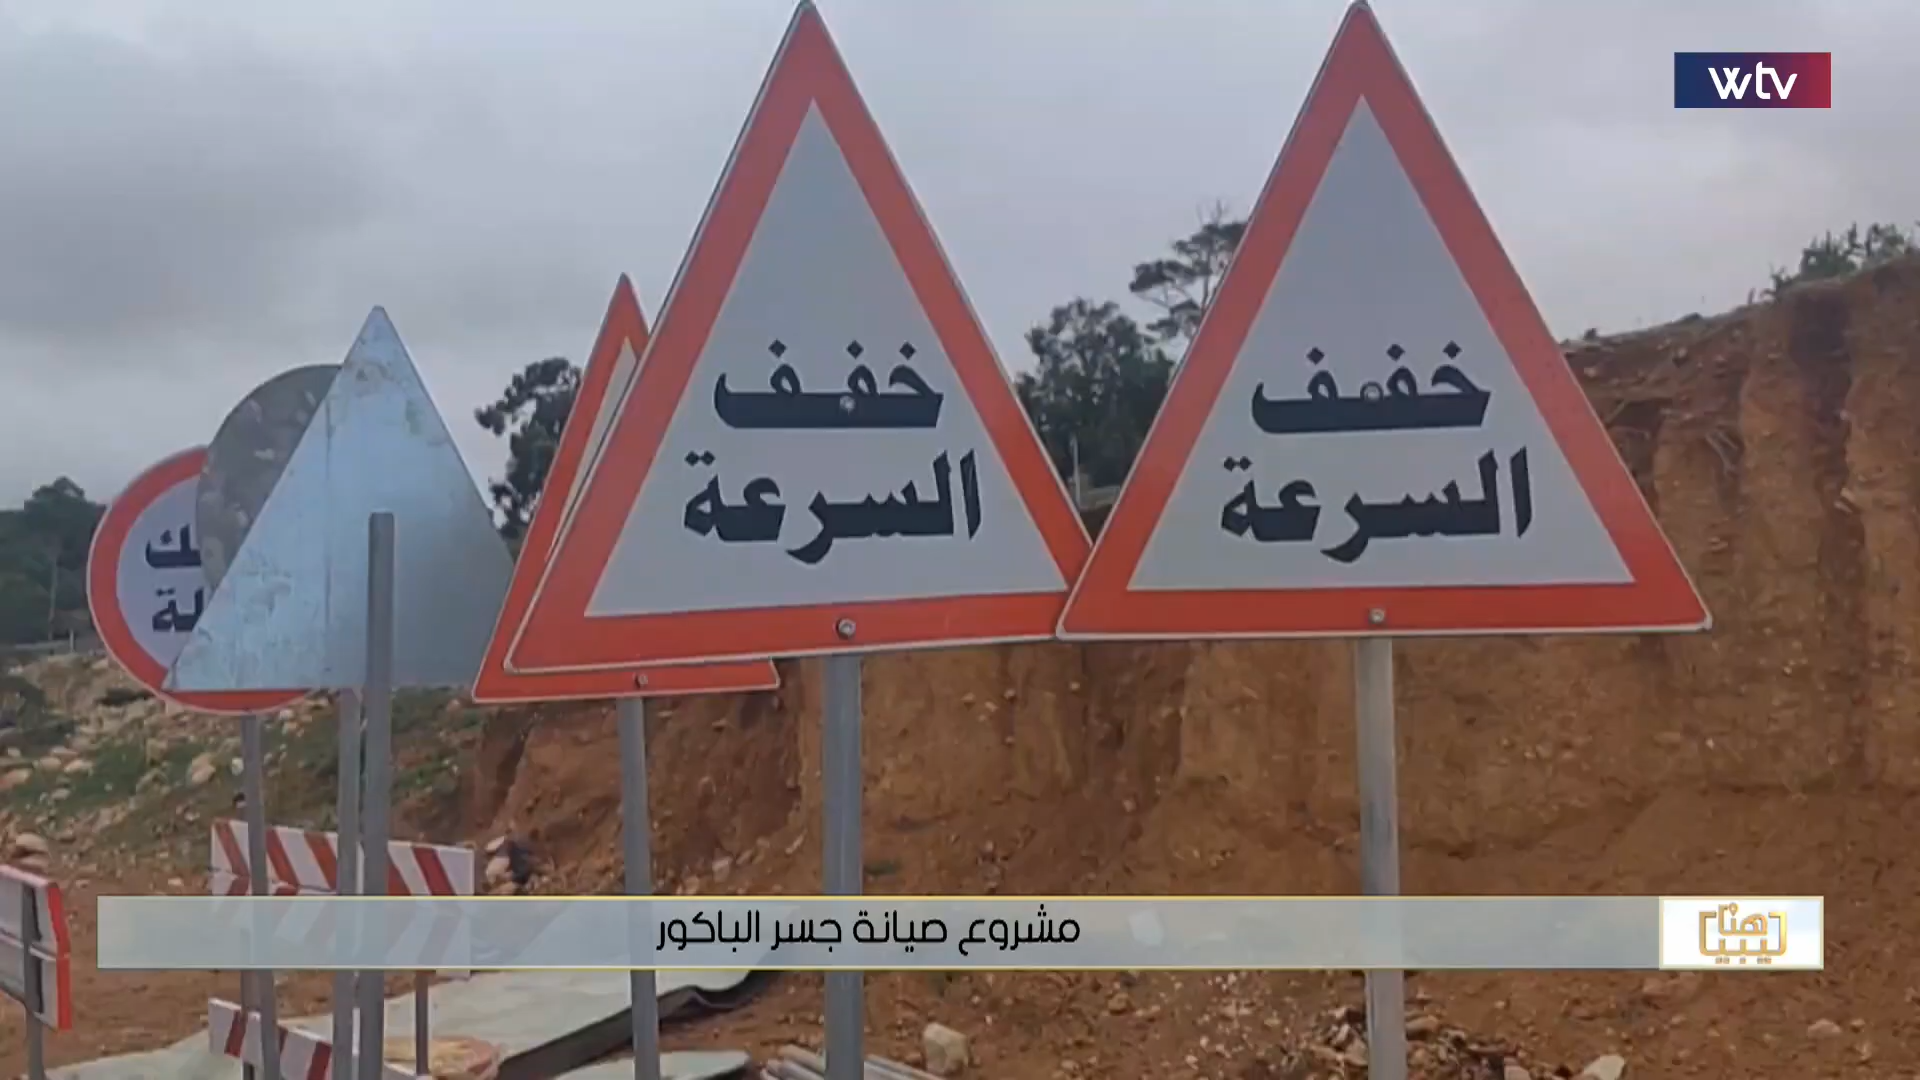 wtv
خفف
السرعة
خفف
السرعة
مشروع صيانة جسر الباكور
هنا
ليبيا